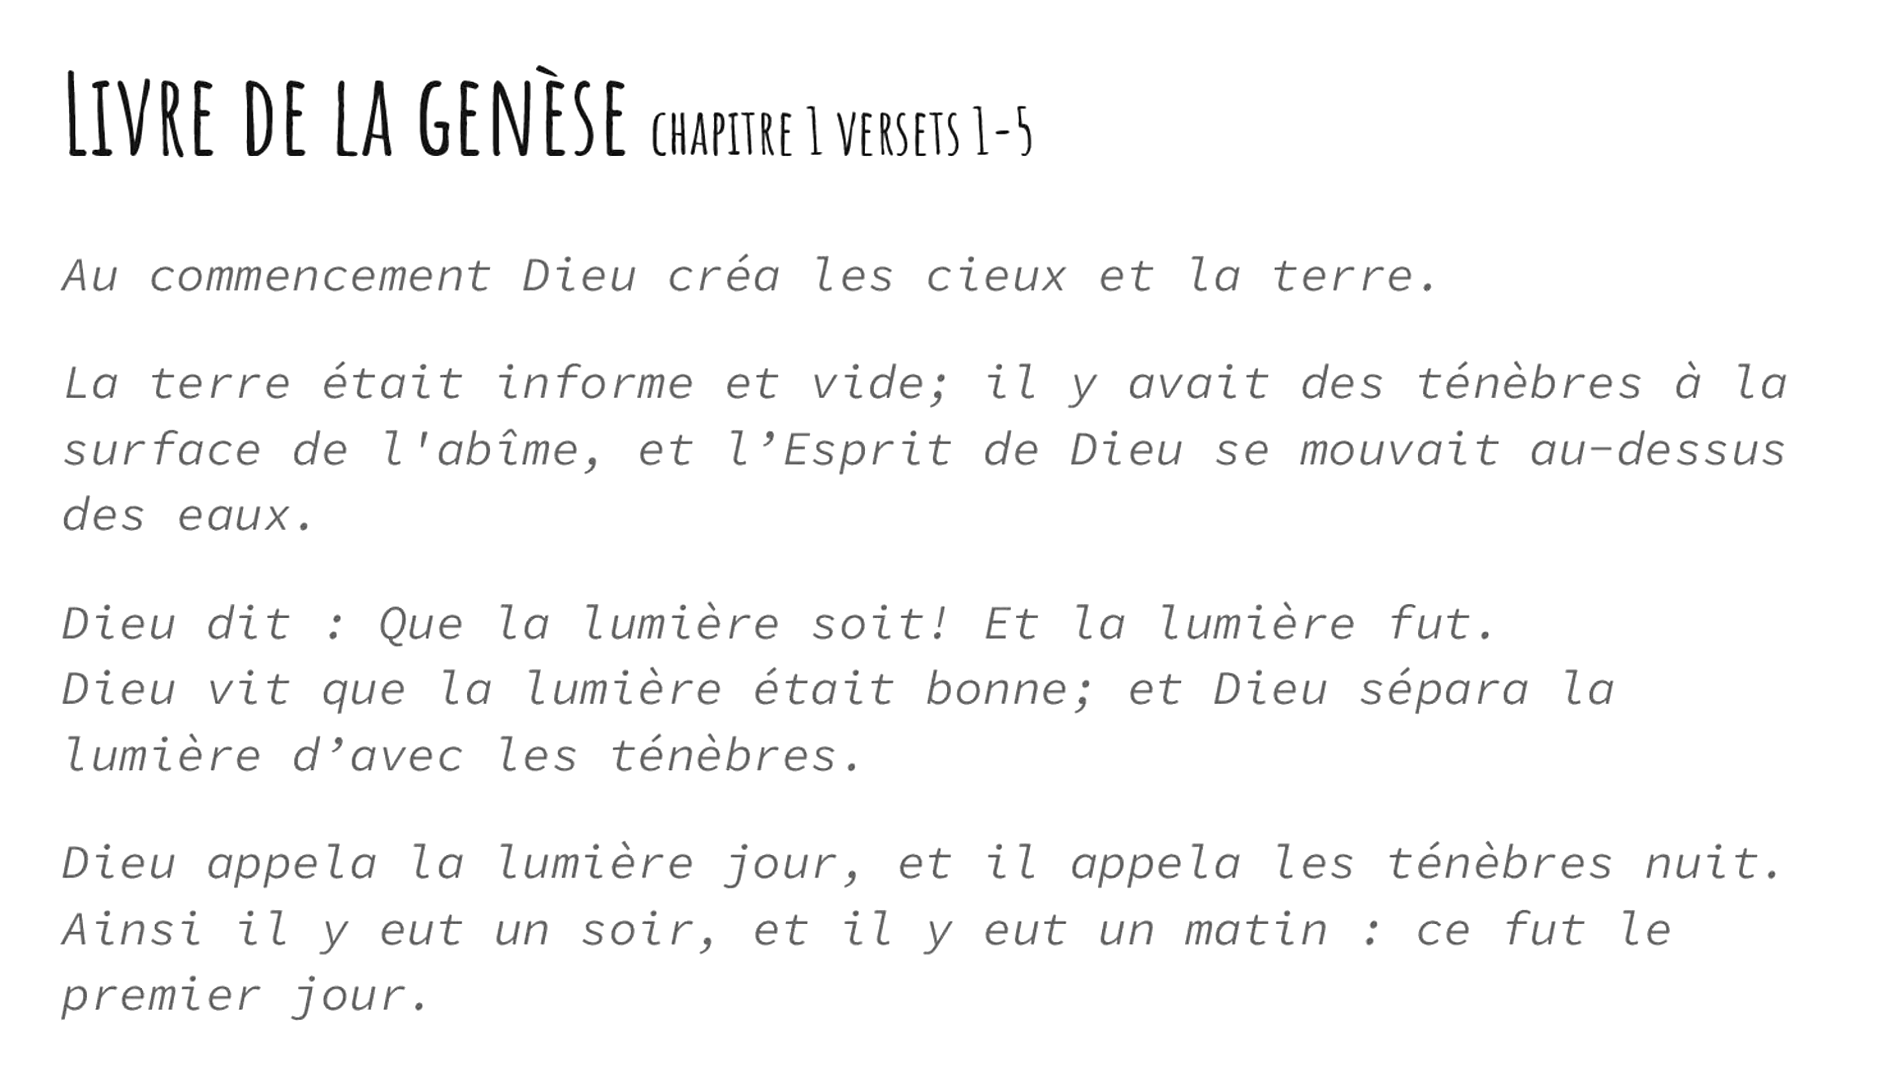 LIVRE DE LA GENÈSE CHAPITRE 1 VERSETS 1-5
Au commencement Dieu créa les cieux et la terre.
La terre était informe et vide; il y avait des ténèbres à la
surface de l'abîme, et l’Esprit de Dieu se mouvait au-dessus
des eaux.
Dieu dit : Que la lumière soit! Et la lumière fut.
Dieu vit que la lumière était bonne; et Dieu sépara la
lumière d’avec les ténèbres.
Dieu appela la lumière jour, et il appela les ténèbres nuit.
Ainsi il y eut un soir, et il y eut un matin : ce fut le
premier jour.